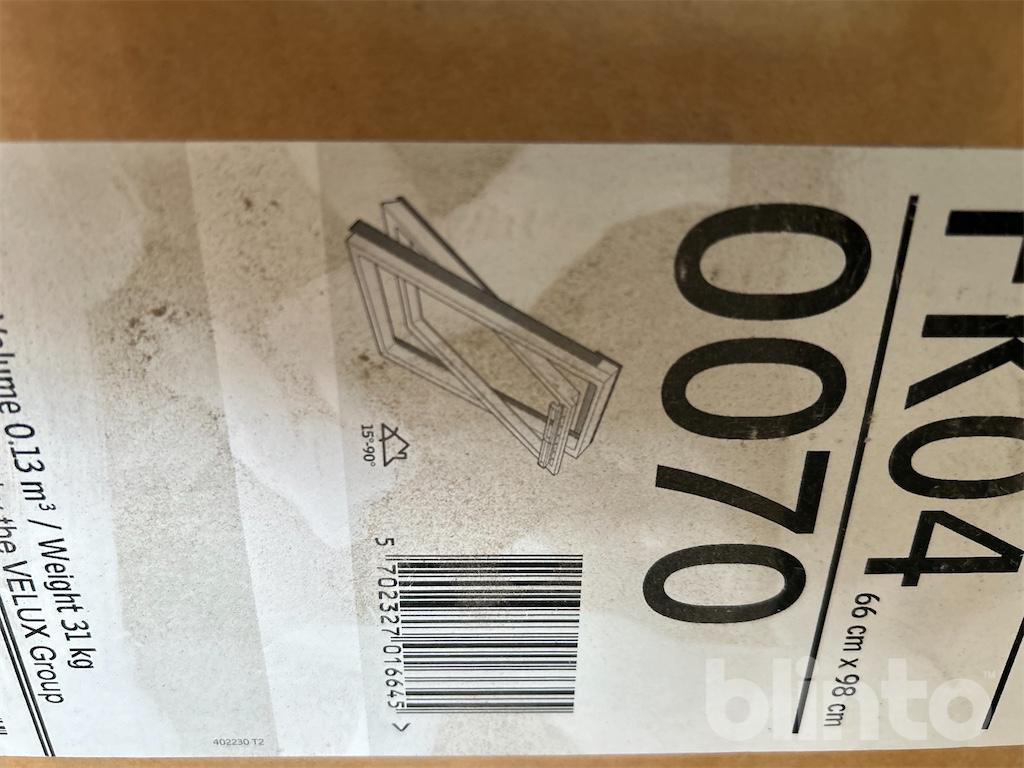 FK04
66 cm x 98 cm
0070
15°-90°
5 702327 016645 >
402230 T2
Volume 0.13 m³ / Weight 31 kg
the VELUX Group
blinto™